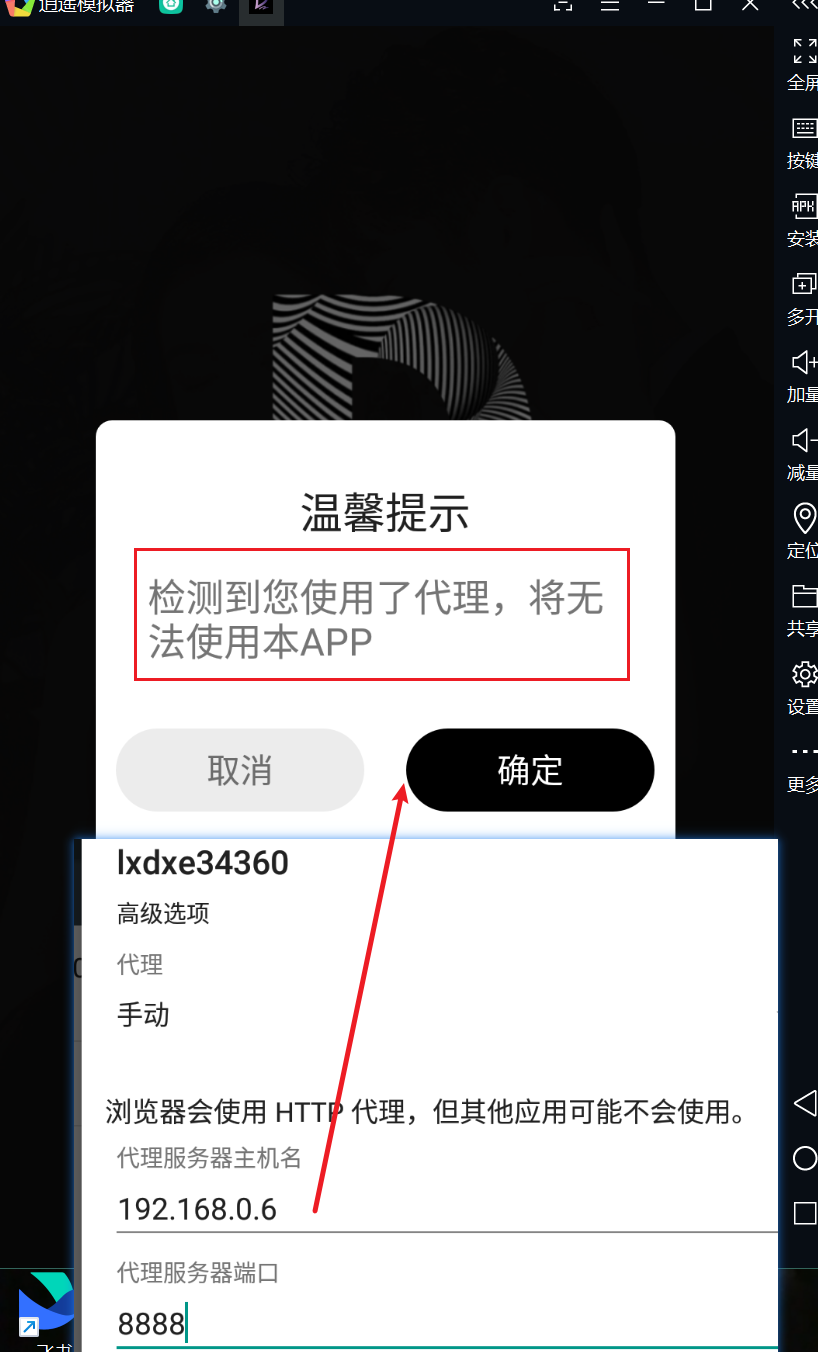 逍遥模拟器
全屏
按键
安装
多开
加量
减量
定位
共享
设置
更多
温馨提示
检测到您使用了代理，将无
法使用本APP
取消
确定
lxdxe34360
高级选项
代理
手动
浏览器会使用 HTTP 代理，但其他应用可能不会使用。
代理服务器主机名
192.168.0.6
代理服务器端口
8888
飞书